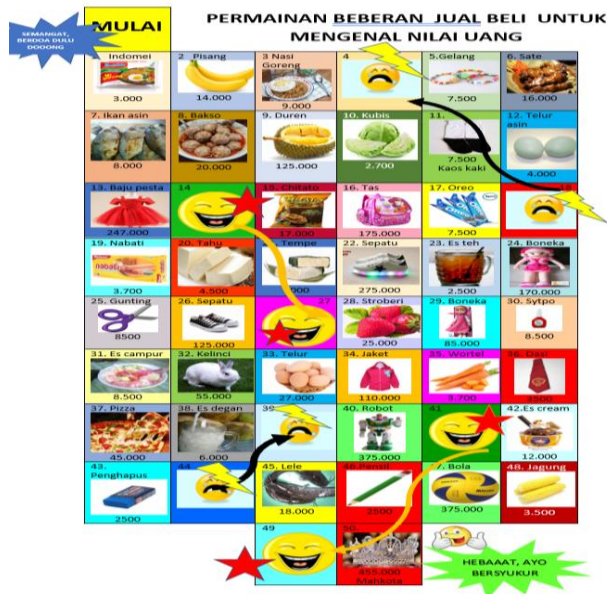 SEMANGAT,
BERDOA DULU
DOOONG
MULAI
PERMAINAN BEBERAN JUAL BELI UNTUK
MENGENAL NILAI UANG
Indomei
3.000
2 Pisang
14.000
3 Nasi
Goreng
9.000
4
5.Gelang
7.500
6. Sate
16.000
7. Ikan asin
8.000
8. Bakso
20.000
9. Duren
125.000
10. Kubis
2.700
11.
7.500
Kaos kaki
12. Telur
asin
4.000
13. Baju pesta
247.000
14
15. Chitato
17.000
16. Tas
175.000
17. Oreo
7.500
18
19. Nabati
3.700
20. Tahu
4.500
Tempe
22. Sepatu
275.000
23. Es teh
2.500
24. Boneka
170.000
25. Gunting
8500
26. Sepatu
125.000
27
28. Stroberi
25.000
29. Boneka
85.000
30. Sytpo
8.500
31. Es campur
8.500
32. Kelinci
55.000
33. Telur
27.000
34. Jaket
110.000
35. Wortel
3.700
36. Dasi
3500
37. Pizza
45.000
38. Es degan
6.000
39.
40. Robot
375.000
41
42.Es cream
12.000
43.
Penghapus
2500
44
45. Lele
18.000
46.Pensil
2500
47. Bola
375.000
48. Jagung
3.500
49
50.
455.000
Mahkota
HEBAAAT, AYO
BERSYUKUR